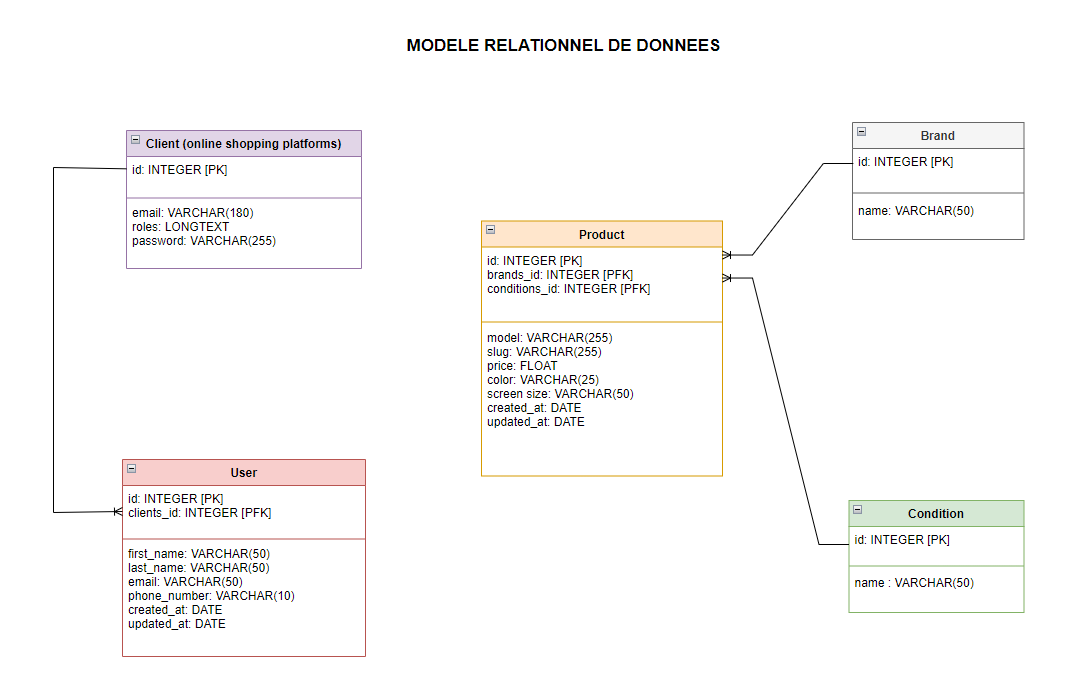 MODELE RELATIONNEL DE DONNEES
Client (online shopping platforms)
id: INTEGER [PK]
email: VARCHAR(180)
roles: LONGTEXT
password: VARCHAR(255)
Brand
id: INTEGER [PK]
name: VARCHAR(50)
Product
id: INTEGER [PK]
brands_id: INTEGER [PFK]
conditions_id: INTEGER [PFK]
model: VARCHAR(255)
slug: VARCHAR(255)
price: FLOAT
color: VARCHAR(25)
screen size: VARCHAR(50)
created_at: DATE
updated_at: DATE
User
id: INTEGER [PK]
clients_id: INTEGER [PFK]
first_name: VARCHAR(50)
last_name: VARCHAR(50)
email: VARCHAR(50)
phone_number: VARCHAR(10)
created_at: DATE
updated_at: DATE
Condition
id: INTEGER [PK]
name : VARCHAR(50)